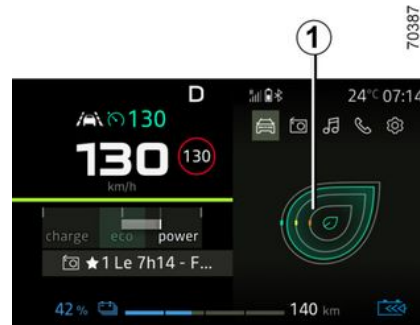 70387
1
D
24°C 07:14
130
130
130
km/h
charge eco power
★1 Le 7h14 - F...
42 % 140 km